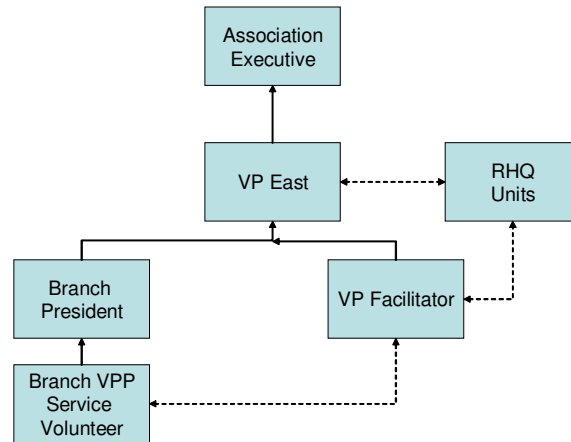 Association
Executive
VP East
RHQ
Units
Branch
President
VP Facilitator
Branch VPP
Service
Volunteer